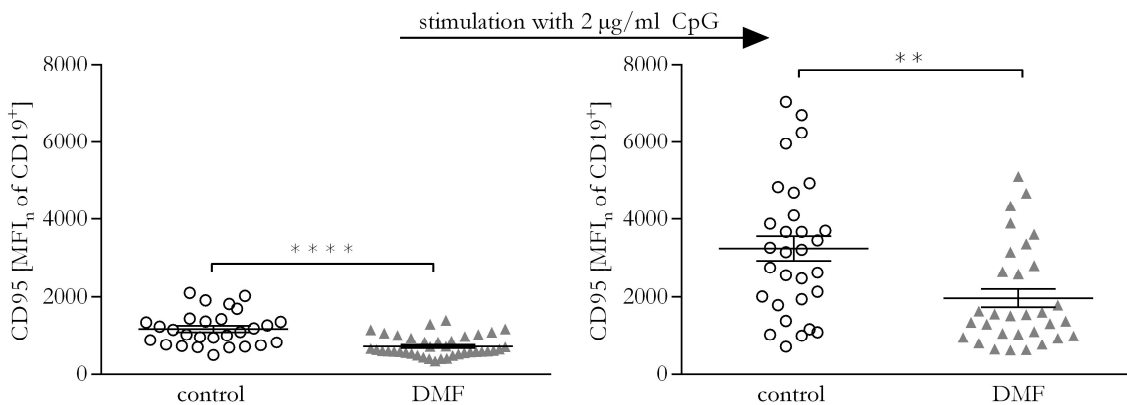 stimulation with 2 µg/ml CpG
CD95 [MFIn of CD19+]
8000
6000
4000
2000
0
* * * *
control
DMF
CD95 [MFIn of CD19+]
8000
6000
4000
2000
0
* *
control
DMF